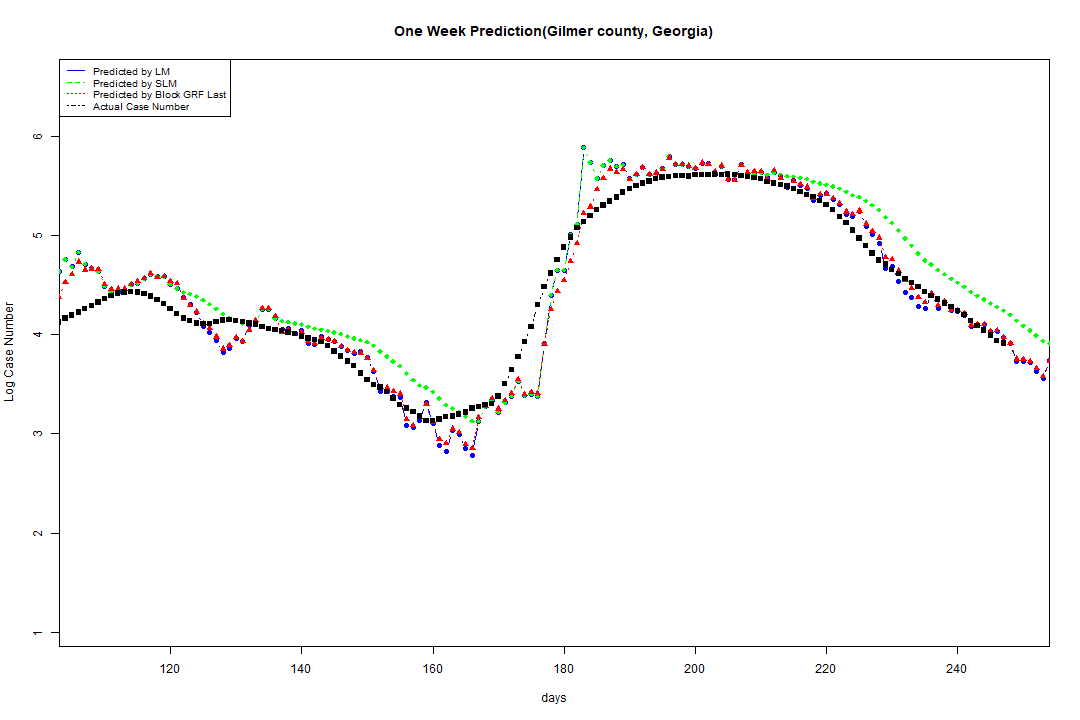 One Week Prediction(Gilmer county, Georgia)
Predicted by LM
Predicted by SLM
Predicted by Block GRF Last
Actual Case Number
Log Case Number
6
5
4
3
2
1
120 140 160 180 200 220 240
days